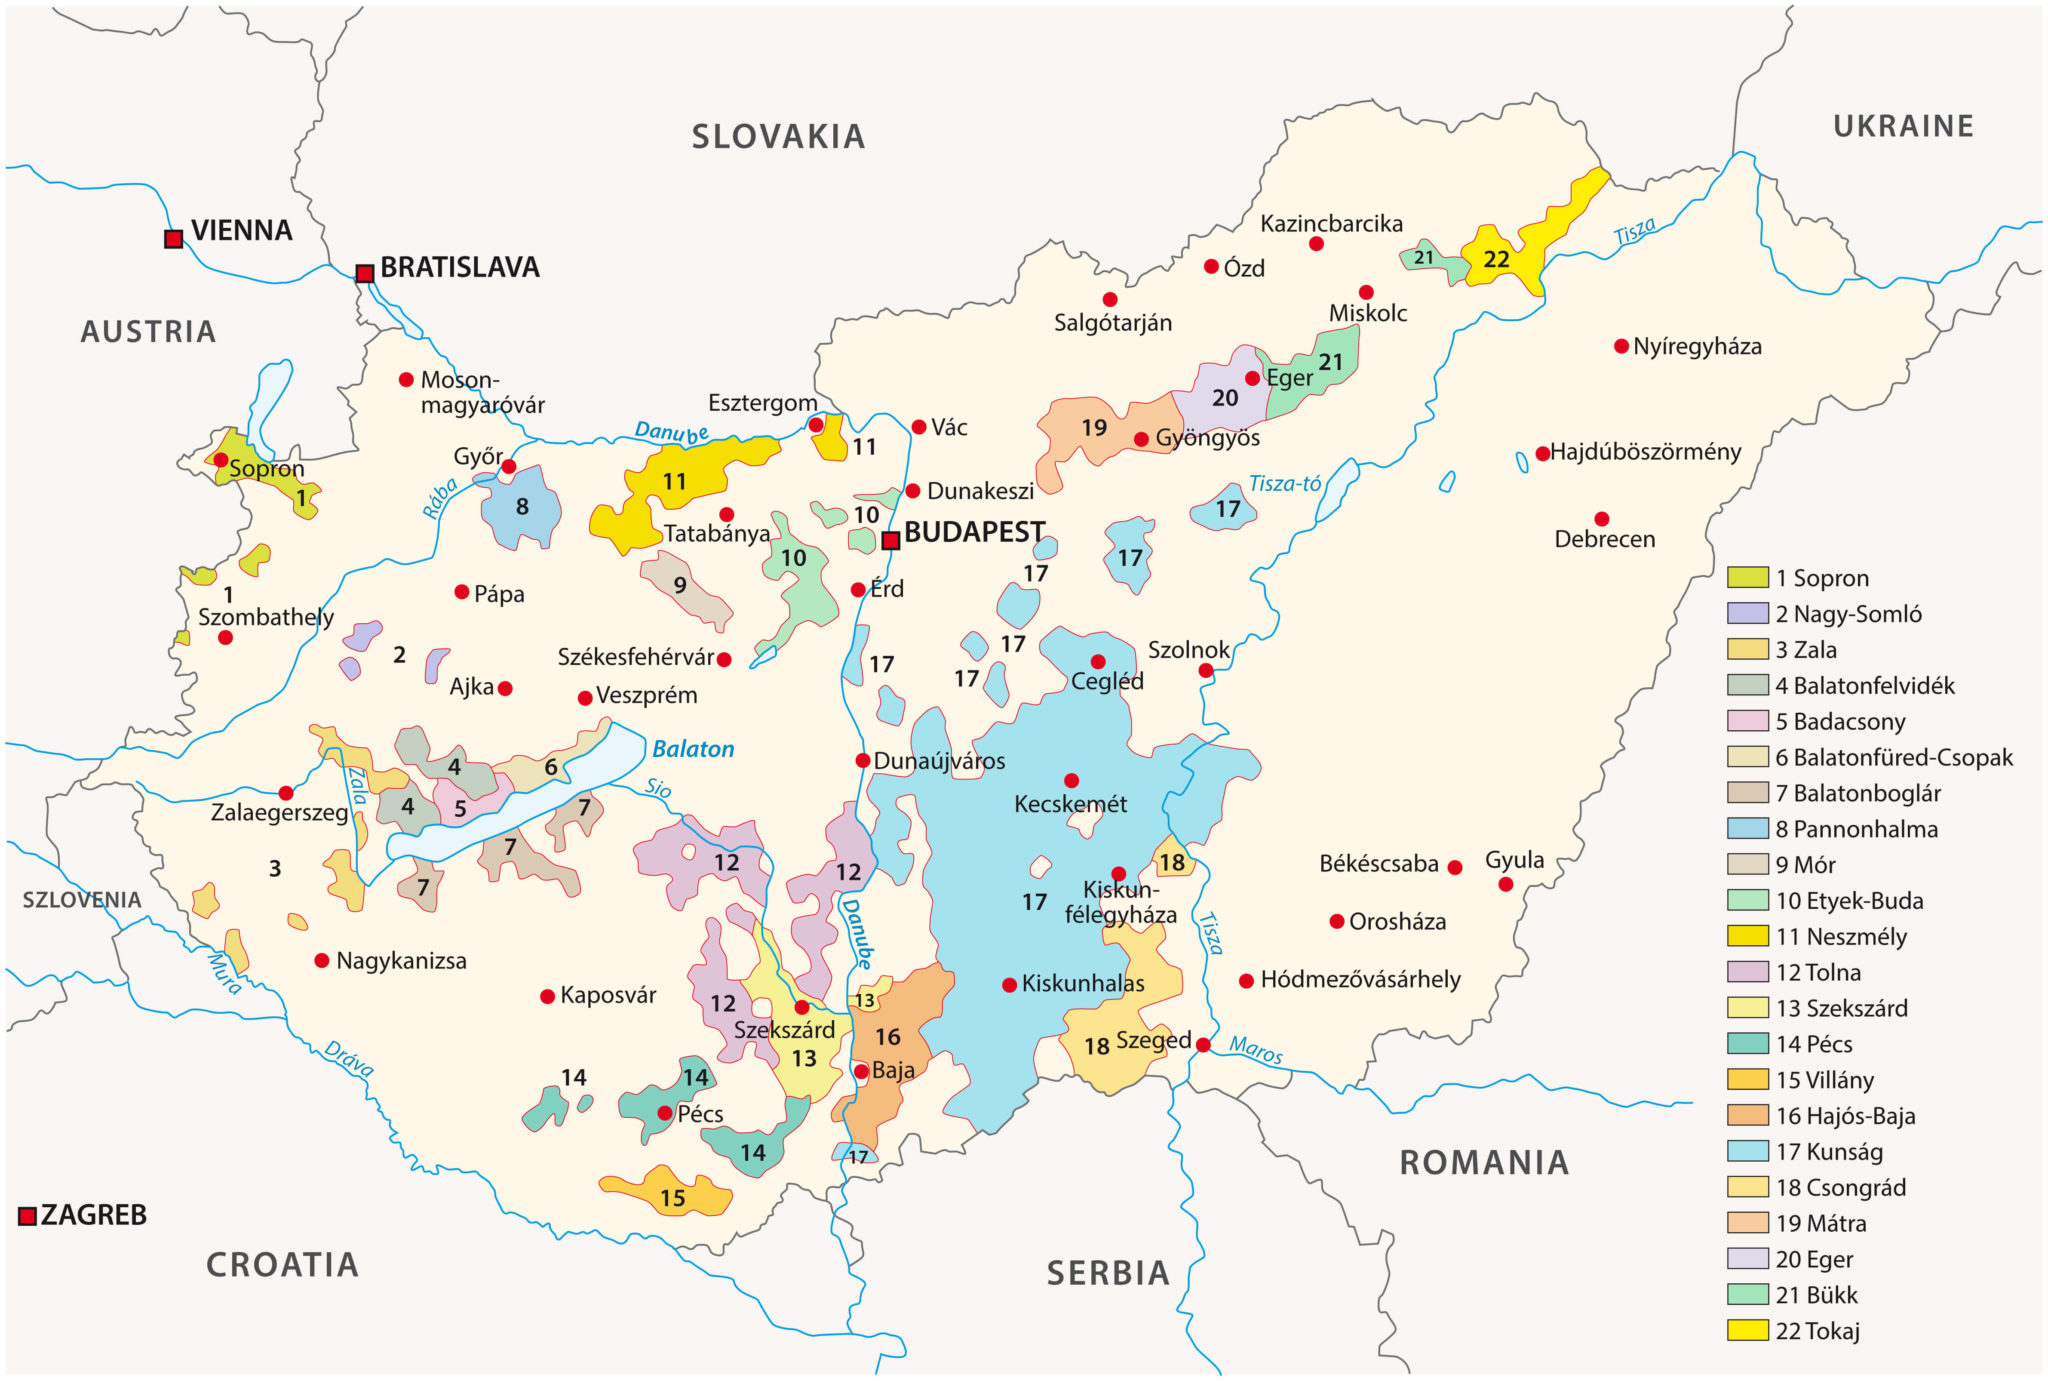 SLOVAKIA
UKRAINE
VIENNA
BRATISLAVA
AUSTRIA
Kazincbarcika
Ózd
21
22
Tisza
Salgótarján
Miskolc
Nyíregyháza
Moson-
magyaróvár
Esztergom
Danube
11
Vác
19
20
Eger
21
Gyöngyös
Hajdúböszörmény
Sopron
1
Győr
Rába
8
11
Tatabánya
10
Dunakeszi
BUDAPEST
Tisza-tó
17
Debrecen
10
17
17
9
1
Szombathely
Pápa
Érd
2
Székesfehérvár
17
17
17
Szolnok
Cegléd
Ajka
Veszprém
Balaton
Sio
Dunaújváros
Zala
4
6
Zalaegerszeg
4
5
7
7
7
Kecskemét
3
12
12
18
Békéscsaba
Gyula
SZLOVENIA
17
Kiskun-
félegyháza
Danube
Tisza
Orosháza
Mura
Nagykanizsa
Kaposvár
12
13
Kiskunhalas
Hódmezővásárhely
Szekszárd
13
16
18
Szeged
Maros
Dráva
Baja
14
14
Pécs
14
17
15
ZAGREB
CROATIA
SERBIA
ROMANIA
1 Sopron
2 Nagy-Somló
3 Zala
4 Balatonfelvidék
5 Badacsony
6 Balatonfüred-Csopak
7 Balatonboglár
8 Pannonhalma
9 Mór
10 Etyek-Buda
11 Neszmély
12 Tolna
13 Szekszárd
14 Pécs
15 Villány
16 Hajós-Baja
17 Kunság
18 Csongrád
19 Mátra
20 Eger
21 Bükk
22 Tokaj